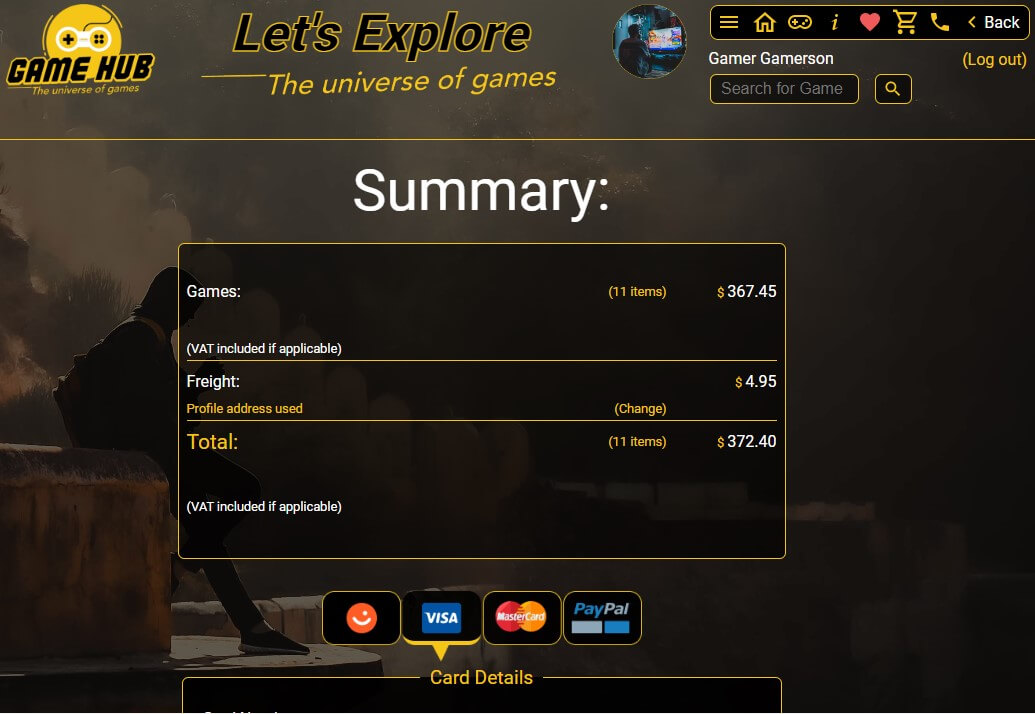 GAME HUB
The universe of games
Let's Explore
The universe of games
i
Back
Gamer Gamerson
(Log out)
Search for Game
Summary:
Games: (11 items) $ 367.45
(VAT included if applicable)
Freight: $ 4.95
Profile address used (Change)
Total: (11 items) $ 372.40
(VAT included if applicable)
VISA MasterCard PayPal
Card Details